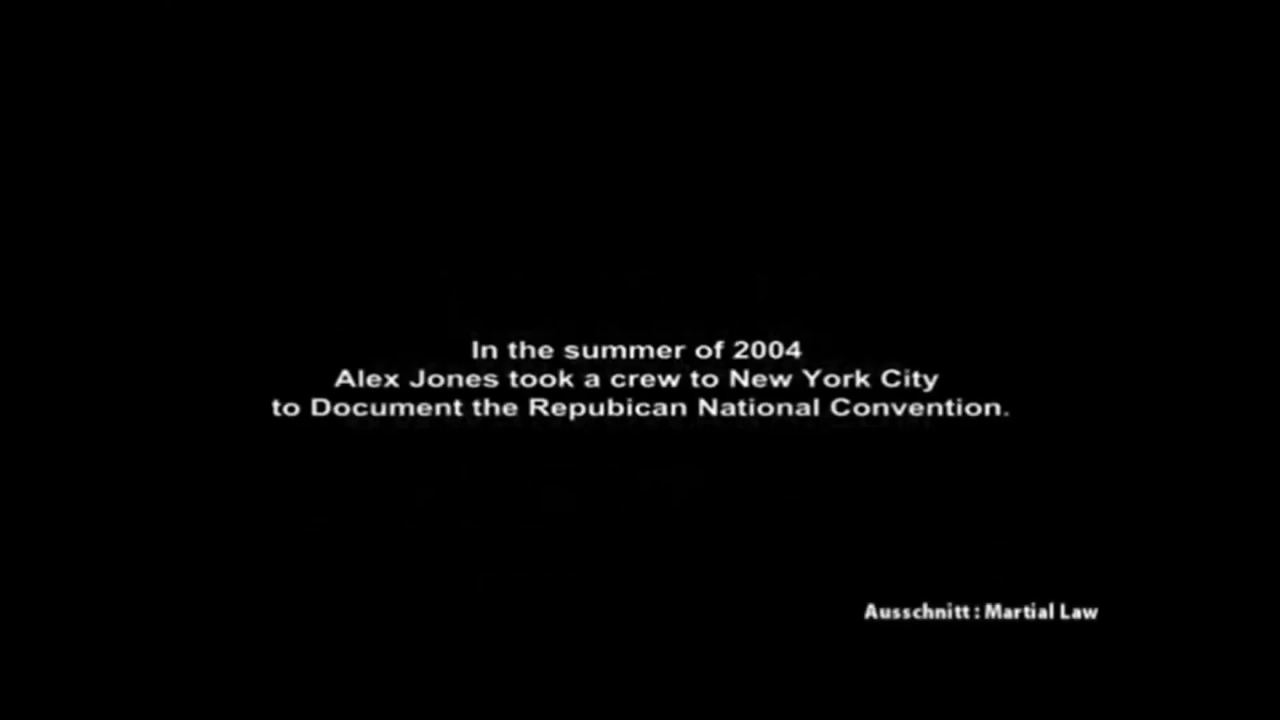 In the summer of 2004
Alex Jones took a crew to New York City
to Document the Repubican National Convention.
Ausschnitt : Martial Law